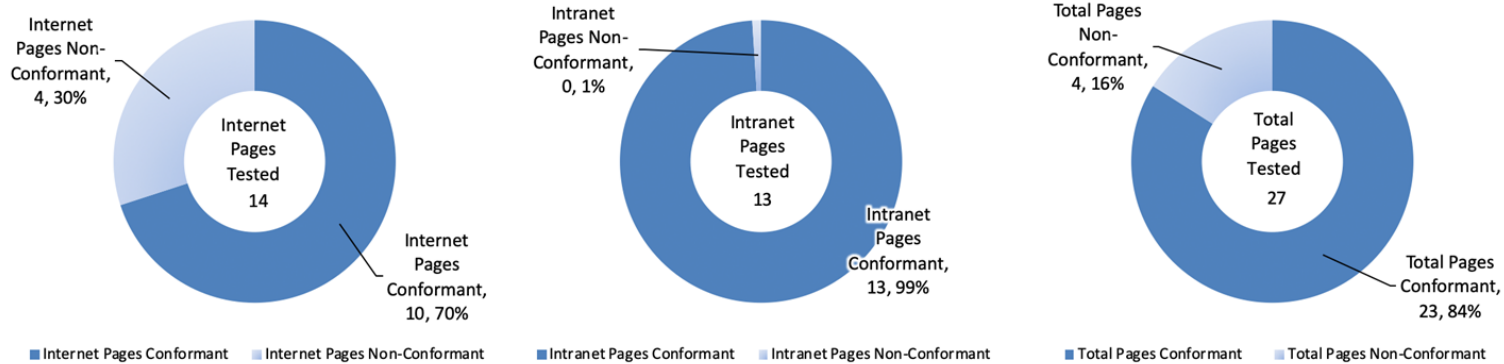 Internet
Pages Non-
Conformant,
4, 30%
Internet
Pages
Tested
14
Internet
Pages
Conformant,
10, 70%
Internet Pages Conformant
Internet Pages Non-Conformant
Intranet
Pages Non-
Conformant,
0, 1%
Intranet
Pages
Tested
13
Intranet
Pages
Conformant,
13, 99%
Intranet Pages Conformant
Intranet Pages Non-Conformant
Total Pages
Non-
Conformant,
4, 16%
Total
Pages
Tested
27
Total Pages
Conformant,
23, 84%
Total Pages Conformant
Total Pages Non-Conformant